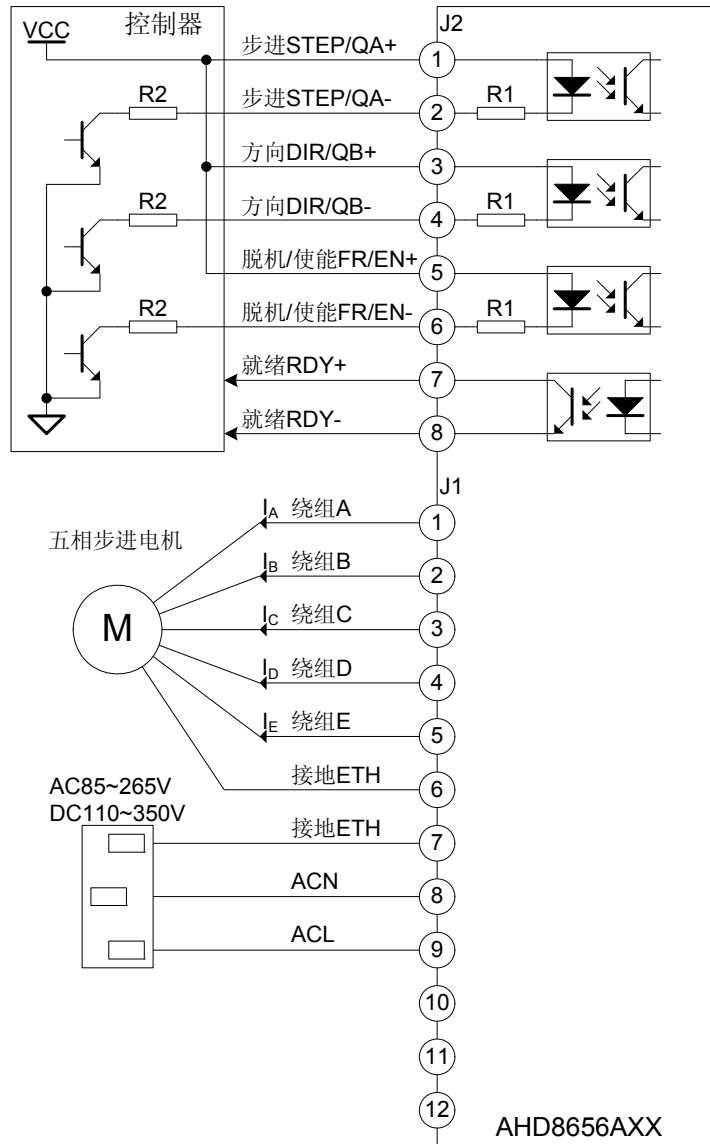 控制器
J2
VCC
步进STEP/QA+
1
R2
步进STEP/QA-
2
R1
方向DIR/QB+
3
R2
方向DIR/QB-
4
R1
脱机/使能FR/EN+
5
R2
脱机/使能FR/EN-
6
R1
就绪RDY+
7
就绪RDY-
8
J1
IA 绕组A
1
五相步进电机
IB 绕组B
2
M
IC 绕组C
3
ID 绕组D
4
IE 绕组E
5
接地ETH
6
AC85~265V
DC110~350V
接地ETH
7
ACN
8
ACL
9
10
11
12
AHD8656AXX